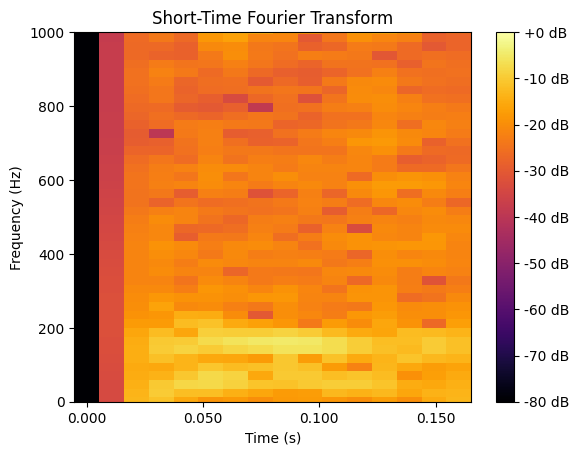 Short-Time Fourier Transform
1000
800
600
400
200
0
Frequency (Hz)
0.000
0.050
0.100
0.150
Time (s)
+0 dB
-10 dB
-20 dB
-30 dB
-40 dB
-50 dB
-60 dB
-70 dB
-80 dB